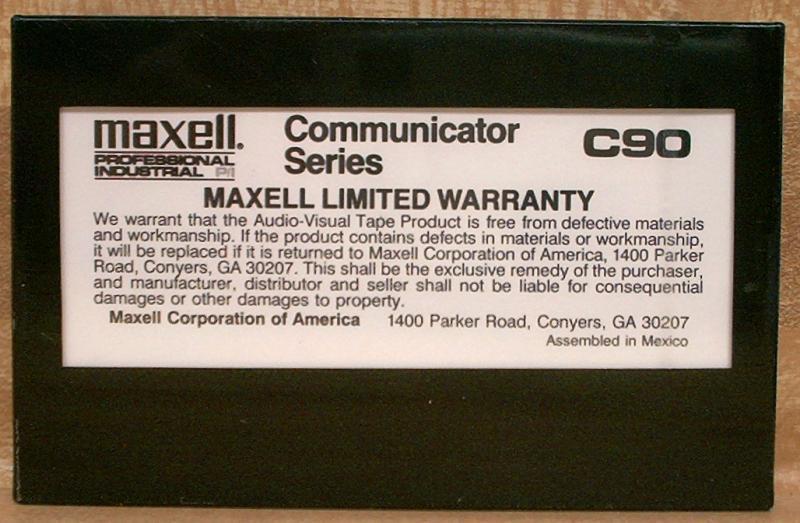 maxell. Communicator C90
PROFESSIONAL Series
INDUSTRIAL P/I
MAXELL LIMITED WARRANTY
We warrant that the Audio-Visual Tape Product is free from defective materials
and workmanship. If the product contains defects in materials or workmanship,
it will be replaced if it is returned to Maxell Corporation of America, 1400 Parker
Road, Conyers, GA 30207. This shall be the exclusive remedy of the purchaser,
and manufacturer, distributor and seller shall not be liable for consequential
damages or other damages to property.
Maxell Corporation of America 1400 Parker Road, Conyers, GA 30207
Assembled in Mexico